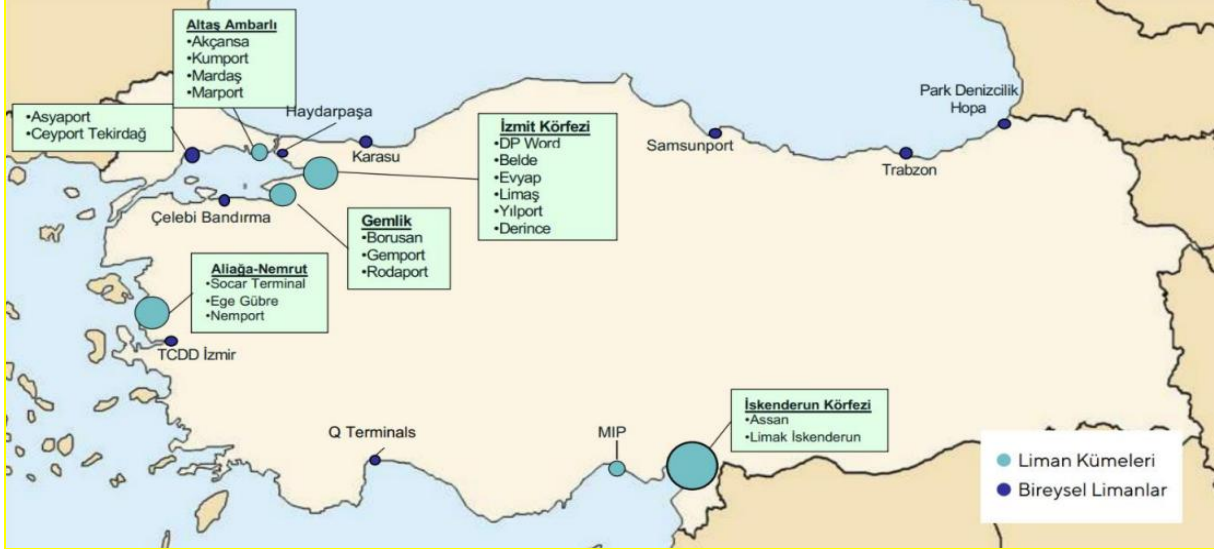 Altaş Ambarlı
•Akçansa
•Kumport
•Mardaş
•Marport
•Asyaport
•Ceyport Tekirdağ
Haydarpaşa
Karasu
İzmit Körfezi
•DP Word
•Belde
•Evyap
•Limaş
•Yılport
•Derince
Samsunport
Park Denizcilik
Hopa
Trabzon
Çelebi Bandırma
Gemlik
•Borusan
•Gemport
•Rodaport
Aliağa-Nemrut
•Socar Terminal
•Ege Gübre
•Nemport
TCDD İzmir
Q Terminals
MIP
İskenderun Körfezi
•Assan
•Limak İskenderun
Liman Kümeleri
Bireysel Limanlar